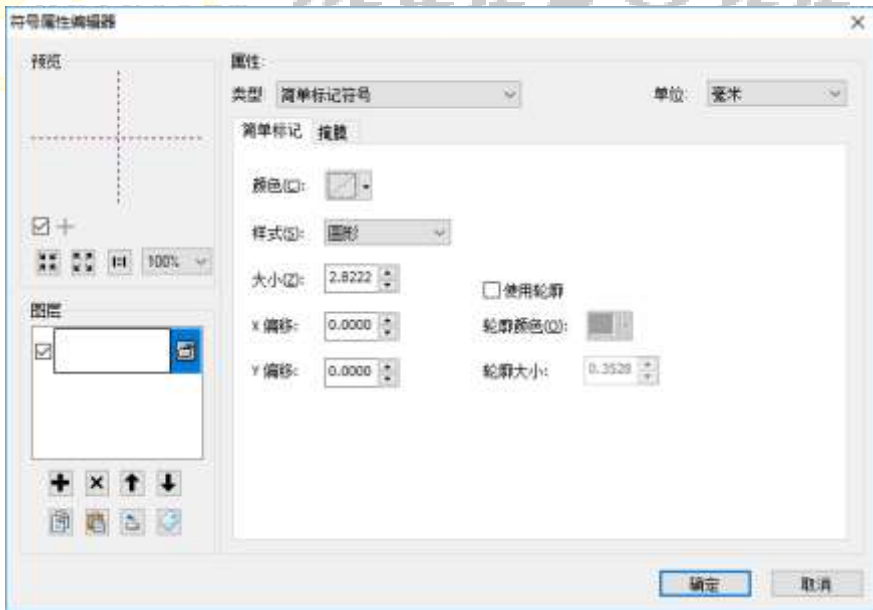 符号属性编辑器
预览
属性:
类型: 简单标记符号
单位: 毫米
简单标记 掩膜
颜色(C):
样式(S): 圆形
100%
大小(Z): 2.8222
使用轮廓
图层
X 偏移: 0.0000
轮廓颜色(O):
Y 偏移: 0.0000
轮廓大小: 0.3528
确定 取消